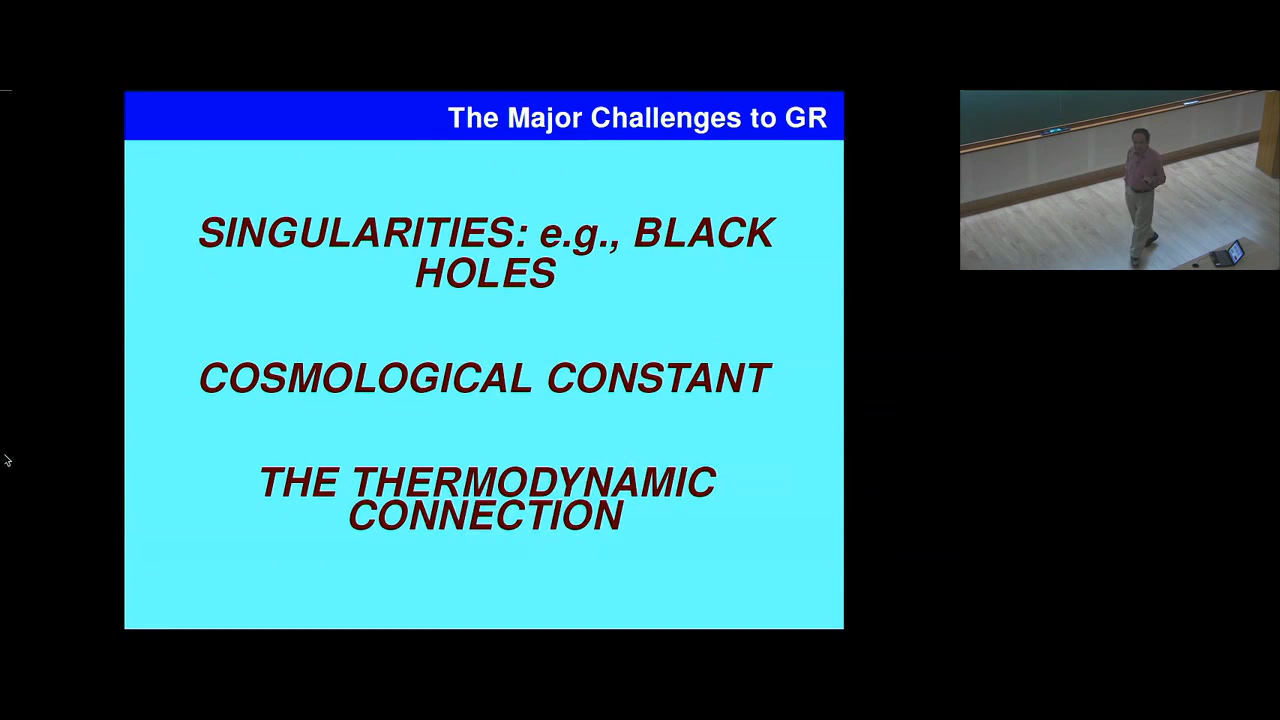 The Major Challenges to GR
SINGULARITIES: e.g., BLACK
HOLES
COSMOLOGICAL CONSTANT
THE THERMODYNAMIC
CONNECTION